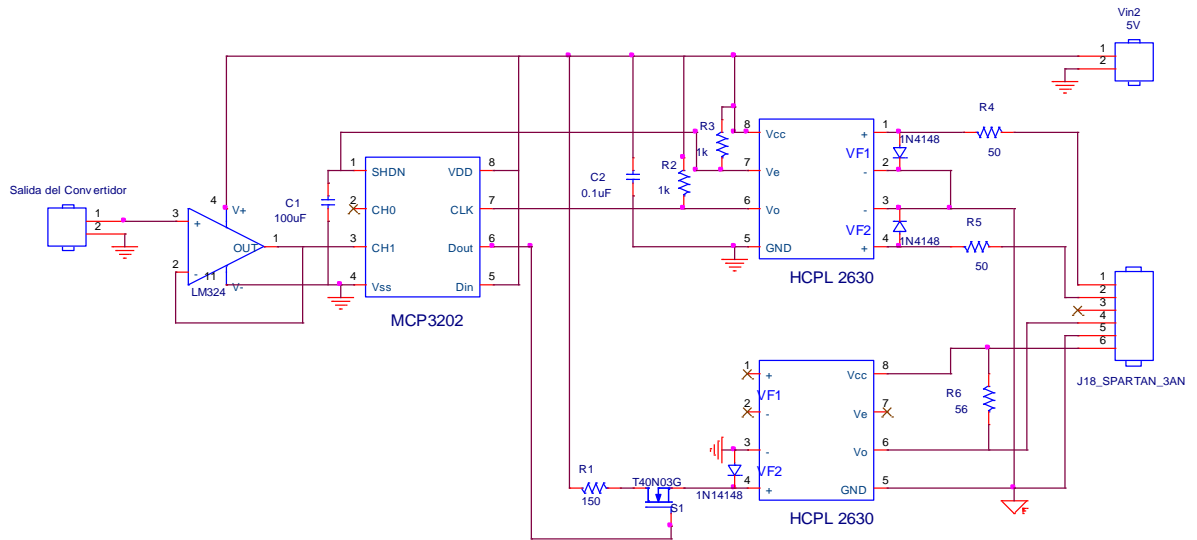 Vin2
5V
1
2
Salida del Convertidor
1
2
3
2
4
V+
+
-
OUT
1
11
V-
LM324
C1
100uF
1
2
3
4
SHDN
CH0
CH1
Vss
VDD
CLK
Dout
Din
8
7
6
5
MCP3202
C2
0.1uF
R2
1k
R3
1k
8
7
6
5
Vcc
Ve
Vo
GND
+
VF1
-
-
VF2
+
1
2
3
4
HCPL 2630
1N4148
1N4148
R4
50
R5
50
1
2
3
4
5
6
J18_SPARTAN_3AN
R6
56
1
2
3
4
+
VF1
-
-
VF2
+
Vcc
Ve
Vo
GND
8
7
6
5
HCPL 2630
R1
150
T40N03G
S1
1N14148
F